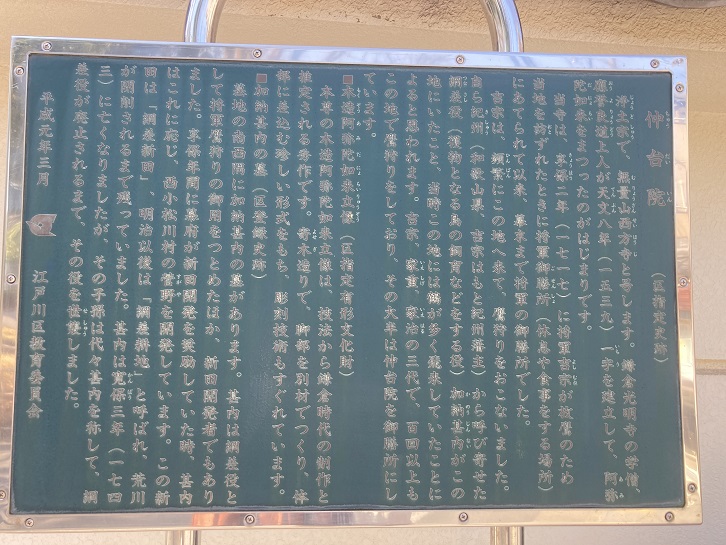 仲台院 (区指定史跡)
浄土宗で、無量山西方寺と号します。鎌倉光明寺の学僧、
鷹誉故道上人が天文八年(一五三九)一宇を建立して、阿弥
陀如来をまつったのがはじまりです。
当寺は、享保二年(一七一七)に将軍吉宗が放鷹のため
当地を訪ずれたときに将軍御膳所(休息や食事をする場所)
にあてられて以来、幕末まで将軍の御膳所でした。
吉宗は、頻繁にこの地へ来て、鷹狩りをおこないました。
自ら紀州(和歌山県、吉宗はもと紀州藩主)から呼び寄せた
綱差役(獲物となる鳥の飼育などをする役)加納甚内がこの
地にいたことと、当時この地には鶴が多く飛来していたことに
よると思われます。吉宗、家重、家治の三代で、百回以上も
この地で鷹狩りをしており、その大半は仲台院を御膳所にし
ています。
■木造阿弥陀如来立像(区指定有形文化財)
本尊の木造阿弥陀如来立像は、技法から鎌倉時代の制作と
推定される秀作です。寄木造りで、脚部を別材でつくり、体
部に差込む珍しい形式をもち、彫刻技術もすぐれています。
■加納甚内の墓(区登録史跡)
墓地の南西隅に加納甚内の墓があります。甚内は綱差役と
して将軍鷹狩りの御用をつとめたほか、新田開発者でもあり
ました。享保年間に幕府が新田開発を奨励していた時、甚内
はこれに応じ、西小松川村の菅野を開発しています。この新
田は「綱差新田」、明治以後は「綱差耕地」と呼ばれ、荒川
が開削されるまで残っていました。甚内は寛保三年(一七四
三)に亡くなりましたが、その子孫は代々甚内を称して、綱
差役が廃止されるまで、その役を世襲しました。
平成元年三月 江戸川区教育委員会